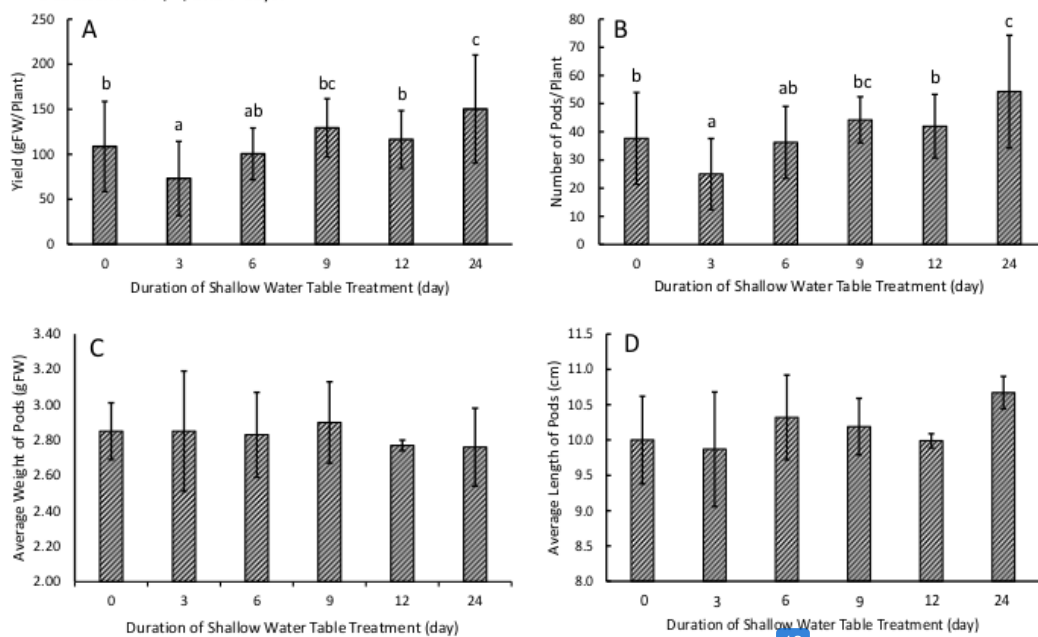 A
250
200
150
100
50
0
Yield (gFW/Plant)
b a ab bc b c
0 3 6 9 12 24
Duration of Shallow Water Table Treatment (day)
B
80
70
60
50
40
30
20
10
0
Number of Pods/Plant
b a ab bc b c
0 3 6 9 12 24
Duration of Shallow Water Table Treatment (day)
C
3.40
3.20
3.00
2.80
2.60
2.40
2.20
2.00
Average Weight of Pods (gFW)
0 3 6 9 12 24
Duration of Shallow Water Table Treatment (day)
D
11.5
11.0
10.5
10.0
9.5
9.0
8.5
8.0
Average Length of Pods (cm)
0 3 6 9 12 24
Duration of Shallow Water Table Treatment (day)